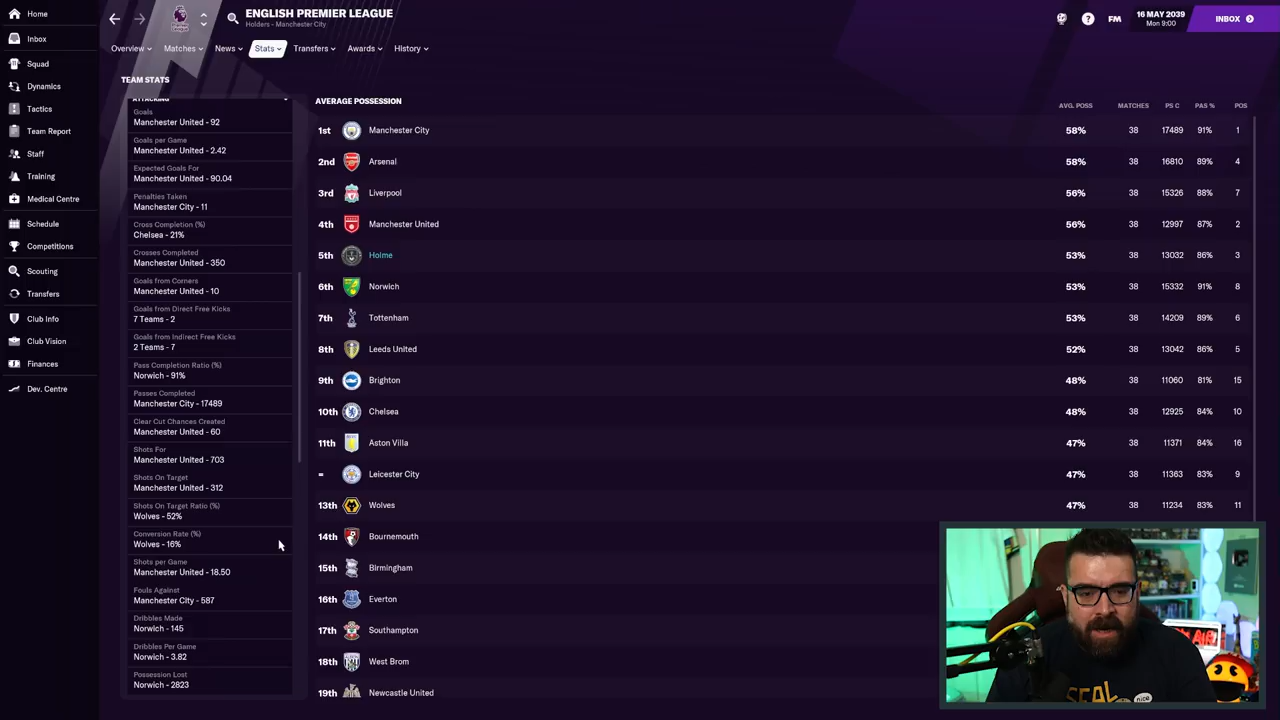 Home
Inbox
Squad
Dynamics
Tactics
Team Report
Staff
Training
Medical Centre
Schedule
Competitions
Scouting
Transfers
Club Info
Club Vision
Finances
Dev. Centre
ENGLISH PREMIER LEAGUE
Holders - Manchester City
FM
16 MAY 2039
Mon 9:00
INBOX
Overview
Matches
News
Stats
Transfers
Awards
History
TEAM STATS
ATTACKING
Goals
Manchester United - 92
Goals per Game
Manchester United - 2.42
Expected Goals For
Manchester United - 90.04
Penalties Taken
Manchester City - 11
Cross Completion (%)
Chelsea - 21%
Crosses Completed
Manchester United - 350
Goals from Corners
Manchester United - 10
Goals from Direct Free Kicks
7 Teams - 2
Goals from Indirect Free Kicks
2 Teams - 7
Pass Completion Ratio (%)
Norwich - 91%
Passes Completed
Manchester City - 17489
Clear Cut Chances Created
Manchester United - 60
Shots For
Manchester United - 703
Shots On Target
Manchester United - 312
Shots On Target Ratio (%)
Wolves - 52%
Conversion Rate (%)
Wolves - 16%
Shots per Game
Manchester United - 18.50
Fouls Against
Manchester City - 587
Dribbles Made
Norwich - 145
Dribbles Per Game
Norwich - 3.82
Possession Lost
Norwich - 2823
AVERAGE POSSESSION
AVG. POSS MATCHES PS C PAS % POS
1st Manchester City 58% 38 17489 91% 1
2nd Arsenal 58% 38 16810 89% 4
3rd Liverpool 56% 38 15326 88% 7
4th Manchester United 56% 38 12997 87% 2
5th Holme 53% 38 13032 86% 3
6th Norwich 53% 38 15332 91% 8
7th Tottenham 53% 38 14209 89% 6
8th Leeds United 52% 38 13042 86% 5
9th Brighton 48% 38 11060 81% 15
10th Chelsea 48% 38 12925 84% 10
11th Aston Villa 47% 38 11371 84% 16
= Leicester City 47% 38 11363 83% 9
13th Wolves 47% 38 11234 83% 11
14th Bournemouth
15th Birmingham
16th Everton
17th Southampton
18th West Brom
19th Newcastle United
ON AIR!
SEAL
nice